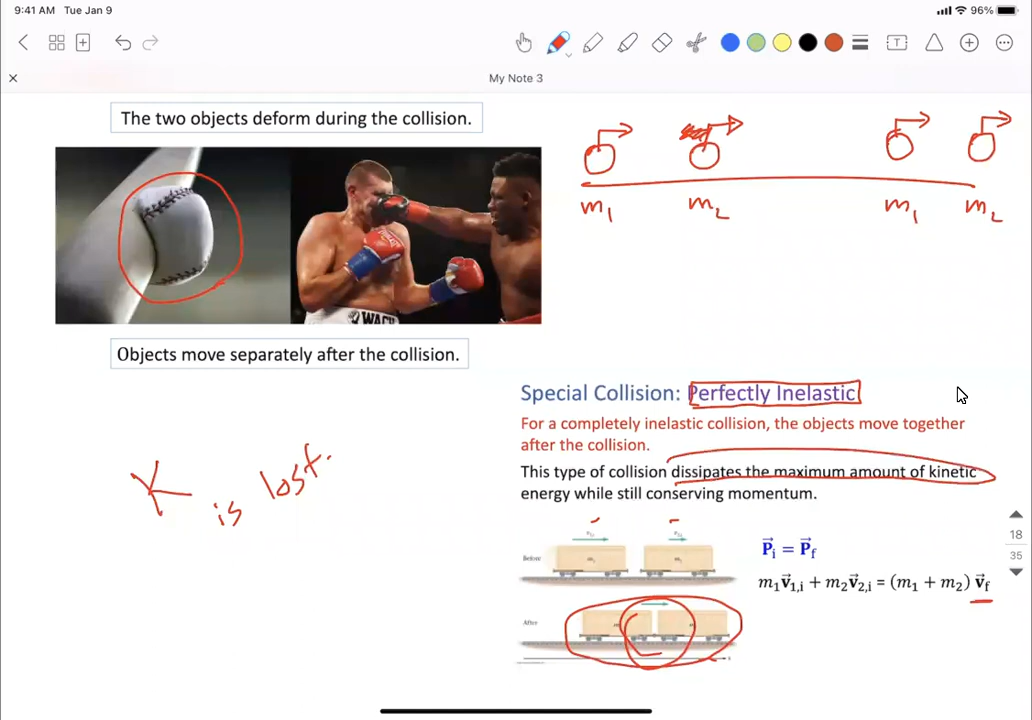 9:41 AM Tue Jan 9
96%
My Note 3
The two objects deform during the collision.
WACH
Objects move separately after the collision.
K is lost.
m₁ m₂ m₁ m₂
Special Collision: Perfectly Inelastic
For a completely inelastic collision, the objects move together
after the collision.
This type of collision dissipates the maximum amount of kinetic
energy while still conserving momentum.
Before
After
P⃗i = P⃗f
m₁v⃗₁,i + m₂v⃗₂,i = (m₁ + m₂) v⃗f
18
35